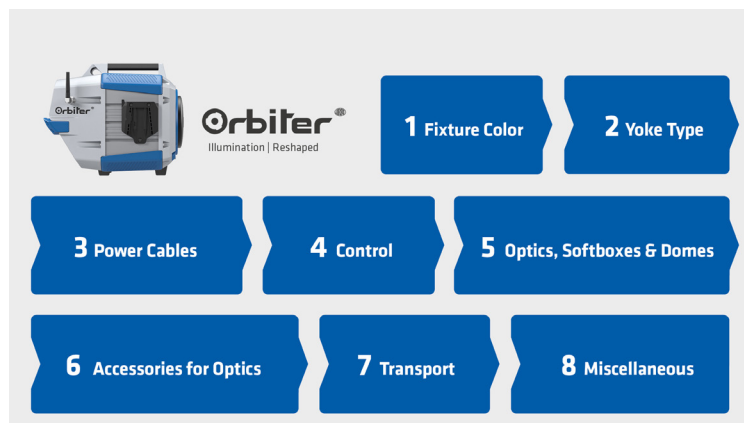 Orbiter
Orbiter
Illumination | Reshaped
1 Fixture Color
2 Yoke Type
3 Power Cables
4 Control
5 Optics, Softboxes & Domes
6 Accessories for Optics
7 Transport
8 Miscellaneous